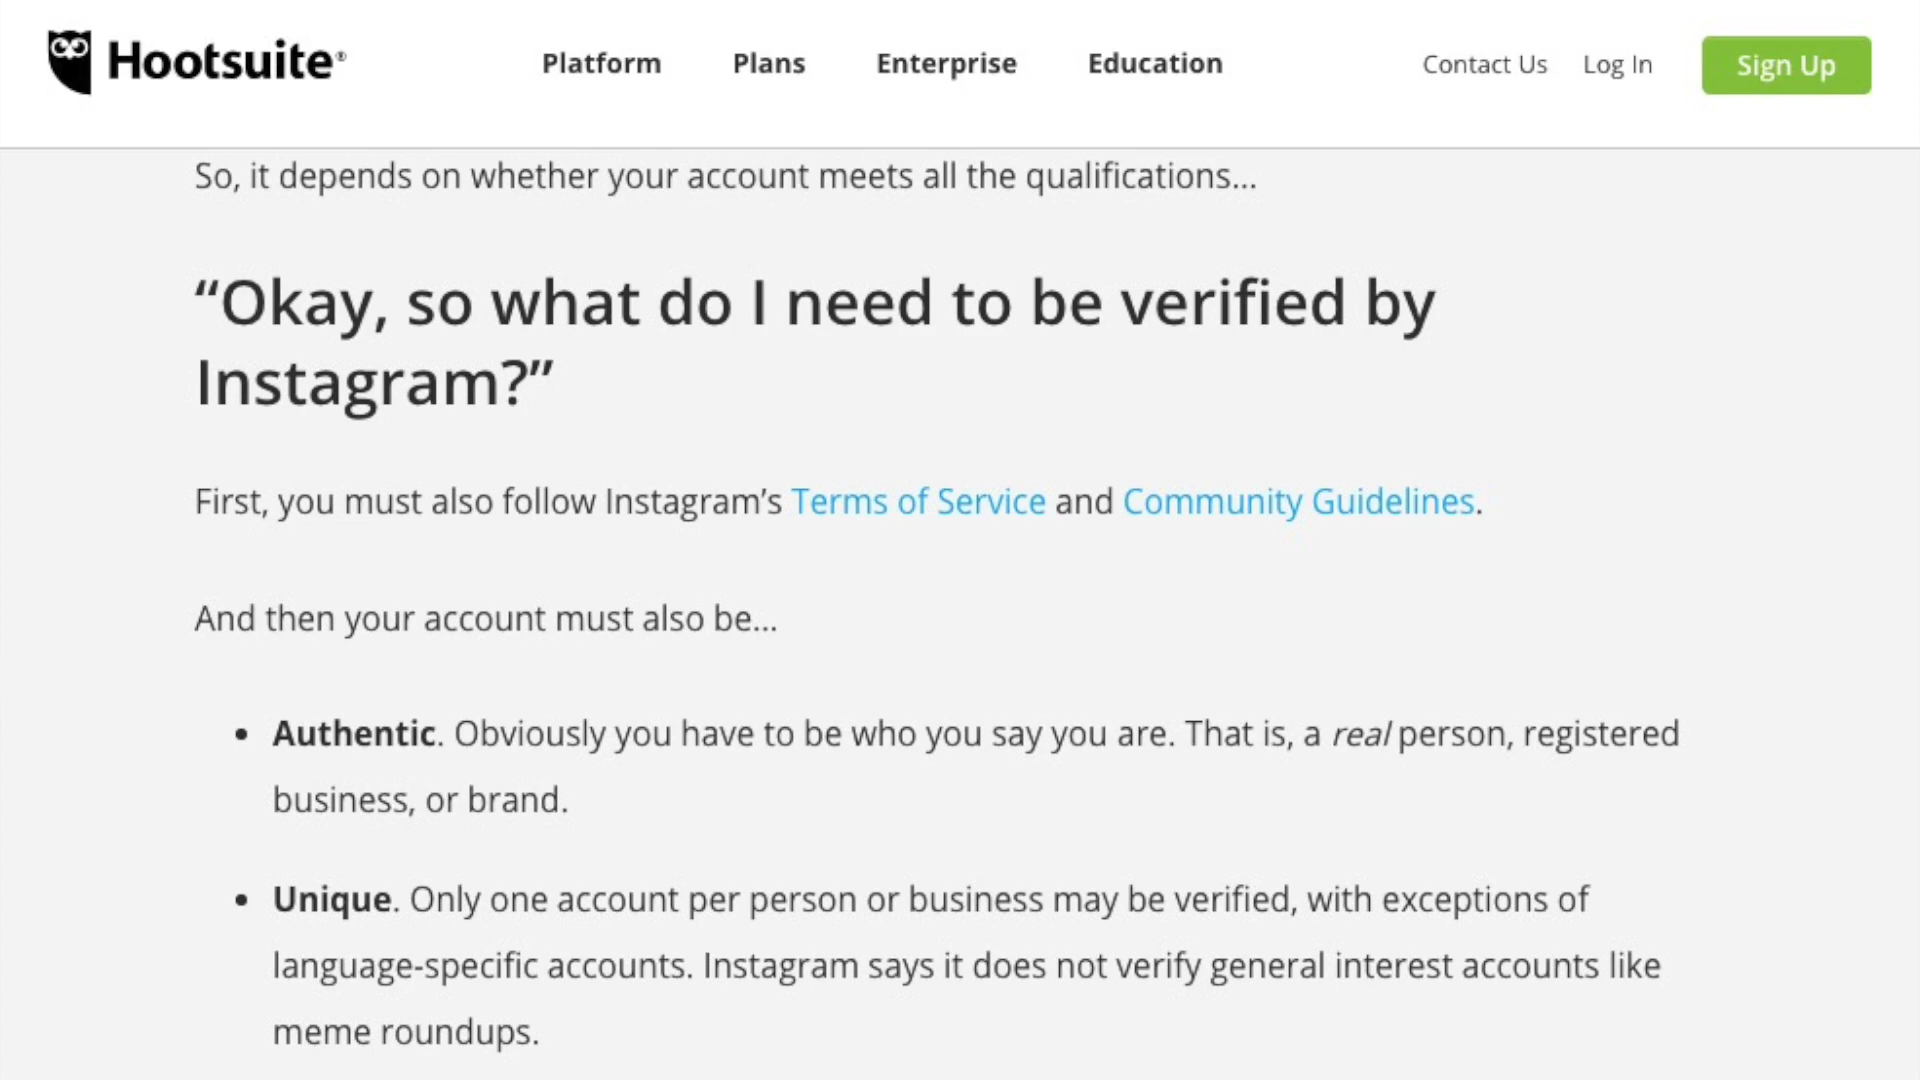 Hootsuite® Platform Plans Enterprise Education Contact Us Log In Sign Up
So, it depends on whether your account meets all the qualifications...
“Okay, so what do I need to be verified by
Instagram?”
First, you must also follow Instagram’s Terms of Service and Community Guidelines.
And then your account must also be...
• Authentic. Obviously you have to be who you say you are. That is, a real person, registered
business, or brand.
• Unique. Only one account per person or business may be verified, with exceptions of
language-specific accounts. Instagram says it does not verify general interest accounts like
meme roundups.